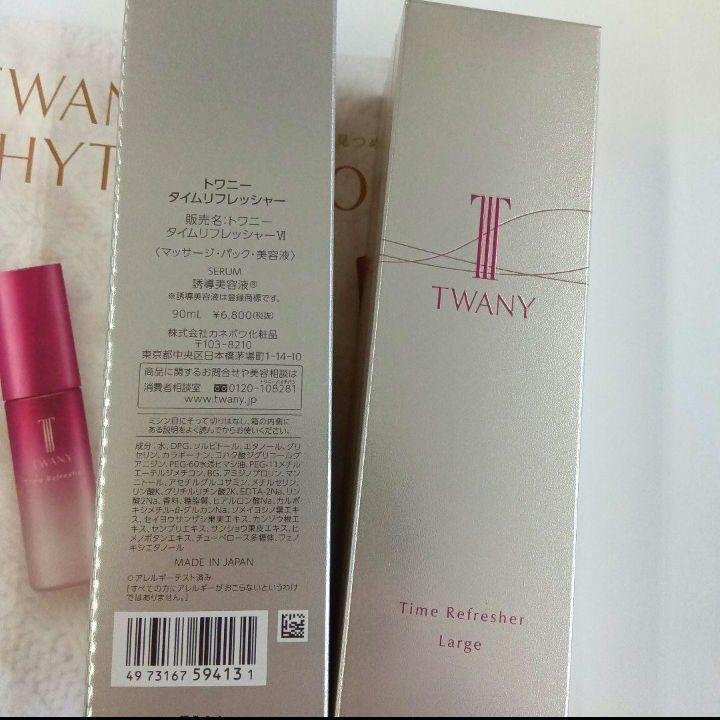 TWAN
HYT
O
見つめ
TWANY
Time Refresher
トワニー
タイムリフレッシャー
販売名:トワニー
タイムリフレッシャーⅥ
〈マッサージ・パック・美容液〉
SERUM
誘導美容液®
※誘導美容液は登録商標です。
90mL ¥6,800(税抜)
株式会社カネボウ化粧品
〒103-8210
東京都中央区日本橋茅場町1-14-10
商品に関するお問合せや美容相談は
消費者相談室 0120-108281
www.twany.jp
ミシン目にそって切りはなし、箱の内側に
ある説明をよく読んでからお使いください。
成分:水、DPG、ソルビトール、エタノール、グリ
セリン、カラギーナン、コハク酸ジグリコールグ
アニジン、PEG-60水添ヒマシ油、PEG-11メチル
エーテルジメチコン、BG、アミジノプロリン、マン
ニトール、アセチルグルコサミン、メチルセリン、
リン酸K、グリチルリチン酸2K、EDTA-2Na、リン
酸2Na、香料、糖脂質、ヒアルロン酸Na、カルボ
キシメチル-β-グルカンNa、ソメイヨシノ葉エキ
ス、セイヨウサンザシ果実エキス、カンゾウ根エ
キス、センブリエキス、サンショウ果皮エキス、ヒ
メノボタンエキス、チューベロース多糖体、フェノ
キシエタノール
MADE IN JAPAN
◎アレルギーテスト済み
[すべての方にアレルギーがおこらないというわけ
ではありません。]
4973167594131
TWANY
Time Refresher
Large